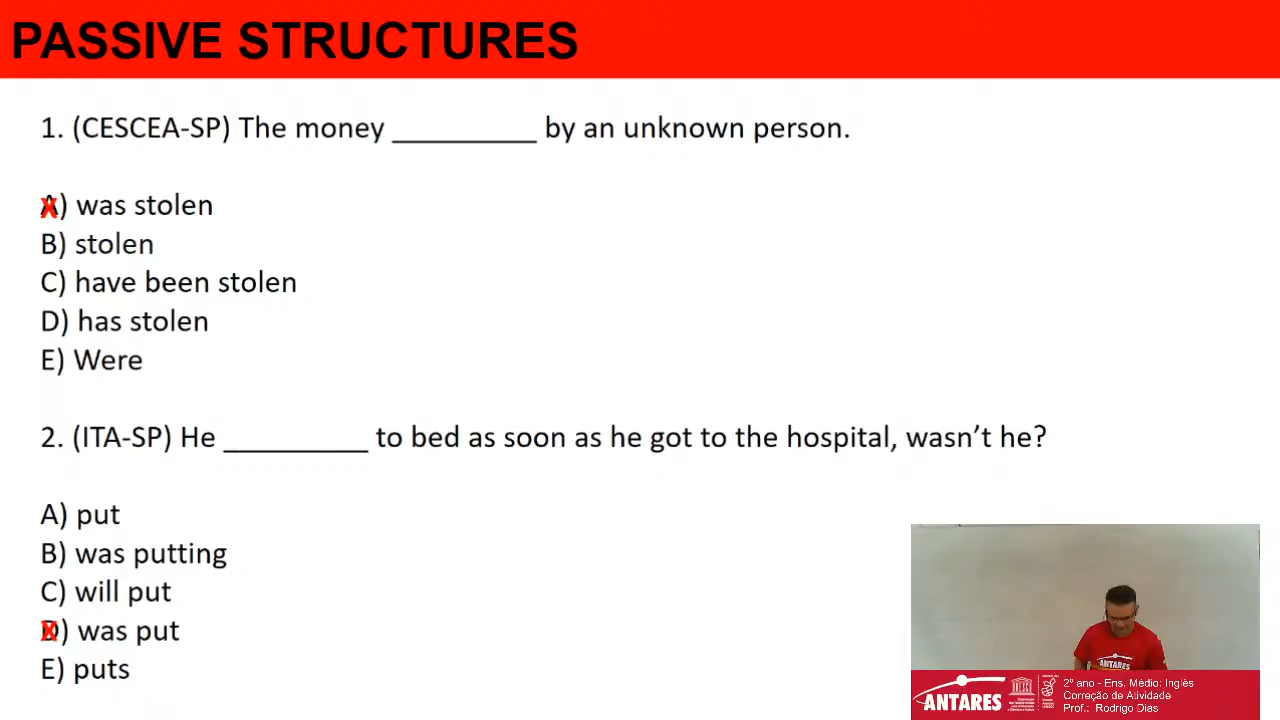 PASSIVE STRUCTURES
1. (CESCEA-SP) The money __________ by an unknown person.
A) was stolen
B) stolen
C) have been stolen
D) has stolen
E) Were
2. (ITA-SP) He __________ to bed as soon as he got to the hospital, wasn’t he?
A) put
B) was putting
C) will put
D) was put
E) puts
ANTARES
ANTARES
2º ano - Ens. Médio: Inglês
Correção de Atividade
Prof.: Rodrigo Dias